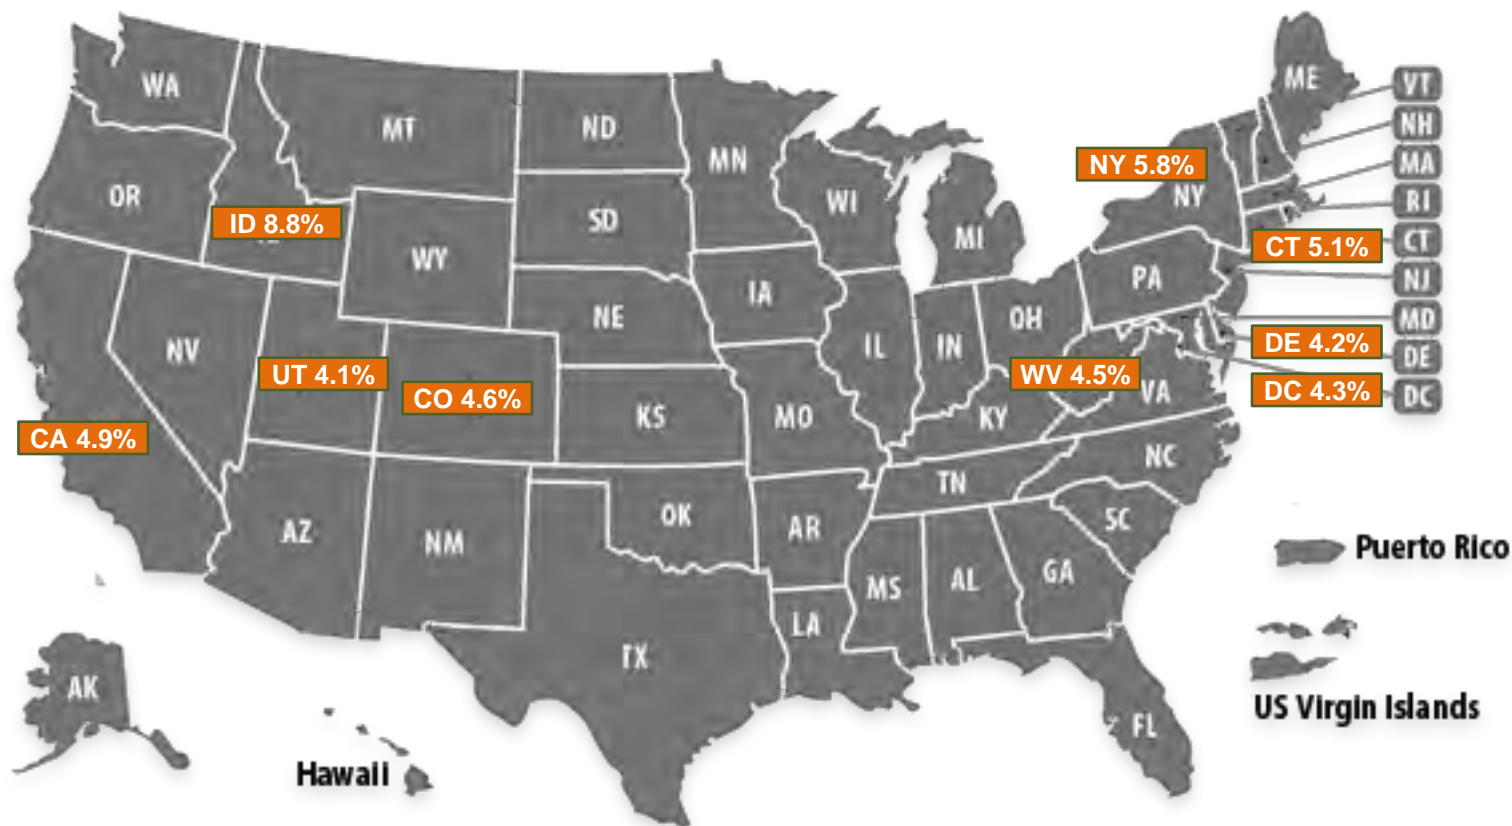 ME
VT
WA
NH
MT
ND
MN
MA
NY 5.8%
OR
NY
WI
RI
ID 8.8%
SD
MI
CT
CT 5.1%
WY
PA
NJ
IA
NE
OH
MD
NV
IL
IN
DE 4.2%
DE
UT 4.1%
WV 4.5%
CO 4.6%
VA
DC 4.3%
DC
KS
MO
KY
CA 4.9%
NC
TN
OK
AR
SC
AZ
NM
Puerto Rico
MS
AL
GA
LA
TX
AK
US Virgin Islands
FL
Hawaii